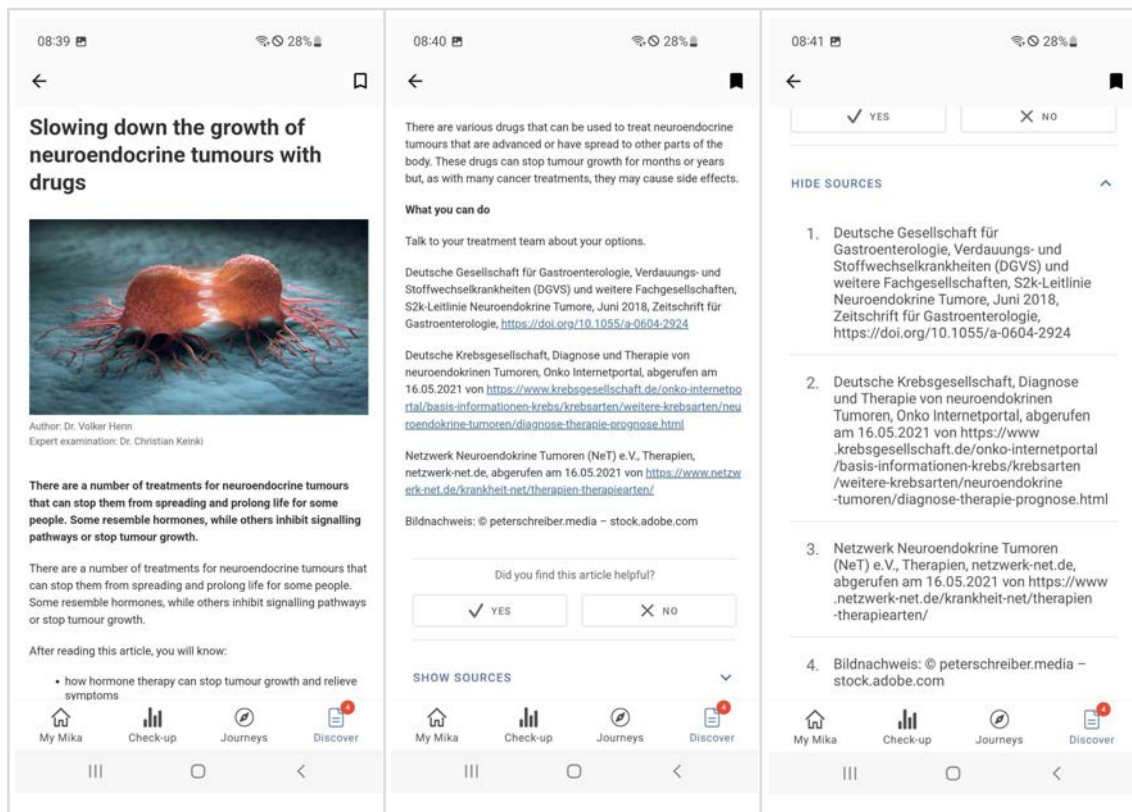 08:39
28%
Slowing down the growth of
neuroendocrine tumours with
drugs
Author: Dr. Volker Henn
Expert examination: Dr. Christian Keinki
There are a number of treatments for neuroendocrine tumours
that can stop them from spreading and prolong life for some
people. Some resemble hormones, while others inhibit signalling
pathways or stop tumour growth.
There are a number of treatments for neuroendocrine tumours that
can stop them from spreading and prolong life for some people.
Some resemble hormones, while others inhibit signalling pathways
or stop tumour growth.
After reading this article, you will know:
• how hormone therapy can stop tumour growth and relieve
symptoms
4
My Mika
Check-up
Journeys
Discover
08:40
28%
There are various drugs that can be used to treat neuroendocrine
tumours that are advanced or have spread to other parts of the
body. These drugs can stop tumour growth for months or years
but, as with many cancer treatments, they may cause side effects.
What you can do
Talk to your treatment team about your options.
Deutsche Gesellschaft für Gastroenterologie, Verdauungs- und
Stoffwechselkrankheiten (DGVS) und weitere Fachgesellschaften,
S2k-Leitlinie Neuroendokrine Tumore, Juni 2018, Zeitschrift für
Gastroenterologie, https://doi.org/10.1055/a-0604-2924
Deutsche Krebsgesellschaft, Diagnose und Therapie von
neuroendokrinen Tumoren, Onko Internetportal, abgerufen am
16.05.2021 von https://www.krebsgesellschaft.de/onko-internetpo
rtal/basis-informationen-krebs/krebsarten/weitere-krebsarten/neu
roendokrine-tumoren/diagnose-therapie-prognose.html
Netzwerk Neuroendokrine Tumoren (NeT) e.V., Therapien,
netzwerk-net.de, abgerufen am 16.05.2021 von https://www.netzw
erk-net.de/krankheit-net/therapien-therapiearten/
Bildnachweis: © peterschreiber.media – stock.adobe.com
Did you find this article helpful?
YES
NO
SHOW SOURCES
4
My Mika
Check-up
Journeys
Discover
08:41
28%
YES
NO
HIDE SOURCES
1. Deutsche Gesellschaft für
Gastroenterologie, Verdauungs- und
Stoffwechselkrankheiten (DGVS) und
weitere Fachgesellschaften, S2k-Leitlinie
Neuroendokrine Tumore, Juni 2018,
Zeitschrift für Gastroenterologie,
https://doi.org/10.1055/a-0604-2924
2. Deutsche Krebsgesellschaft, Diagnose
und Therapie von neuroendokrinen
Tumoren, Onko Internetportal, abgerufen
am 16.05.2021 von https://www
.krebsgesellschaft.de/onko-internetportal
/basis-informationen-krebs/krebsarten
/weitere-krebsarten/neuroendokrine
-tumoren/diagnose-therapie-prognose.html
3. Netzwerk Neuroendokrine Tumoren
(NeT) e.V., Therapien, netzwerk-net.de,
abgerufen am 16.05.2021 von https://www
.netzwerk-net.de/krankheit-net/therapien
-therapiearten/
4. Bildnachweis: © peterschreiber.media –
stock.adobe.com
4
My Mika
Check-up
Journeys
Discover